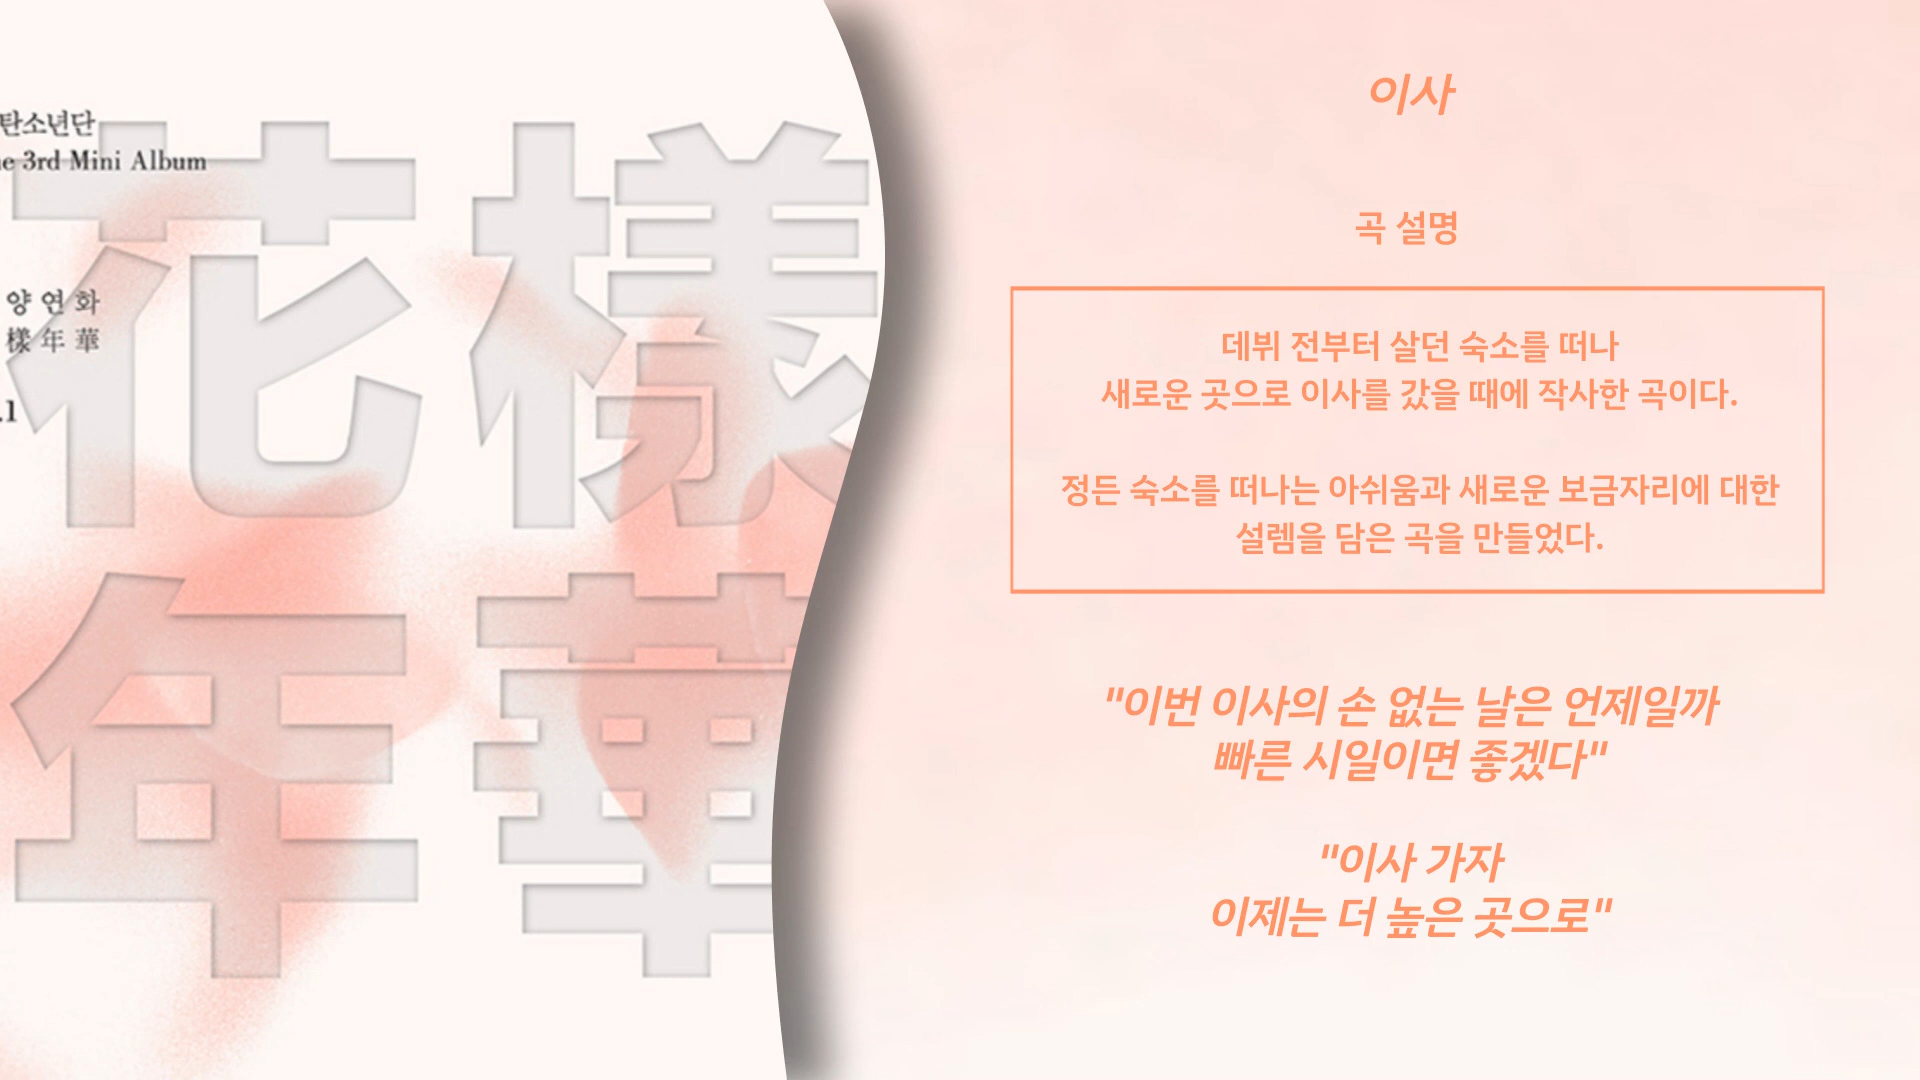 탄소년단
3rd Mini Album
양연화
樣年華
.1
花樣
年華
이사
곡 설명
데뷔 전부터 살던 숙소를 떠나
새로운 곳으로 이사를 갔을 때에 작사한 곡이다.
정든 숙소를 떠나는 아쉬움과 새로운 보금자리에 대한
설렘을 담은 곡을 만들었다.
"이번 이사의 손 없는 날은 언제일까
빠른 시일이면 좋겠다"
"이사 가자
이제는 더 높은 곳으로"